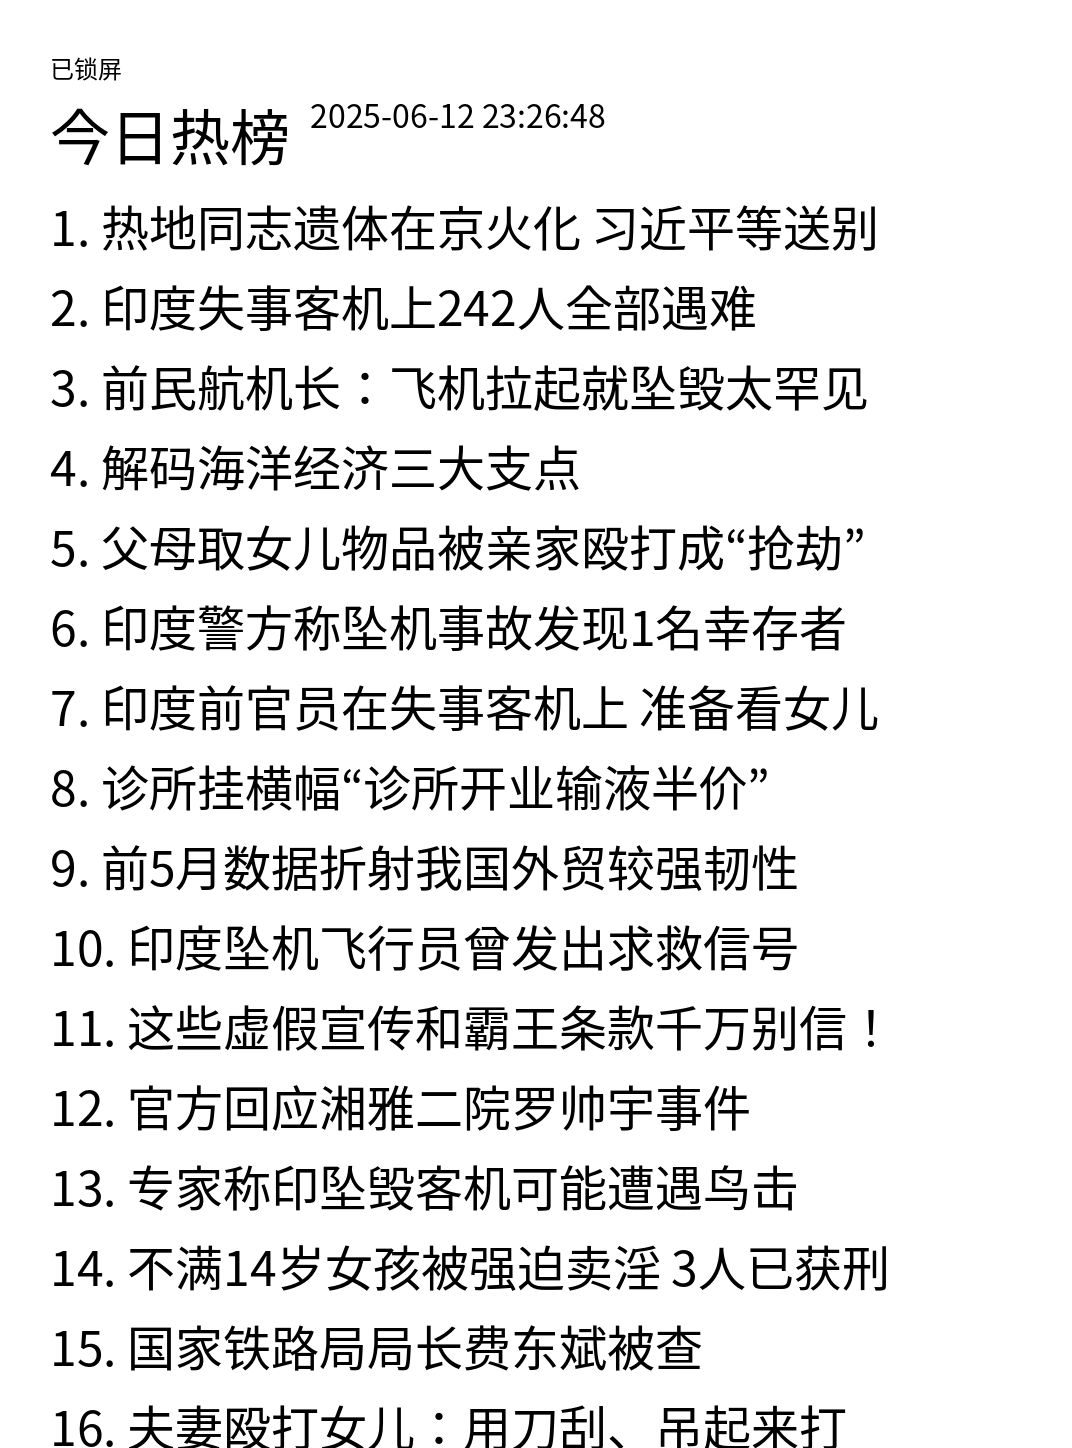 已锁屏
今日热榜 2025-06-12 23:26:48
1. 热地同志遗体在京火化 习近平等送别
2. 印度失事客机上242人全部遇难
3. 前民航机长：飞机拉起就坠毁太罕见
4. 解码海洋经济三大支点
5. 父母取女儿物品被亲家殴打成“抢劫”
6. 印度警方称坠机事故发现1名幸存者
7. 印度前官员在失事客机上 准备看女儿
8. 诊所挂横幅“诊所开业输液半价”
9. 前5月数据折射我国外贸较强韧性
10. 印度坠机飞行员曾发出求救信号
11. 这些虚假宣传和霸王条款千万别信！
12. 官方回应湘雅二院罗帅宇事件
13. 专家称印坠毁客机可能遭遇鸟击
14. 不满14岁女孩被强迫卖淫 3人已获刑
15. 国家铁路局局长费东斌被查
16. 夫妻殴打女儿：用刀刮、吊起来打